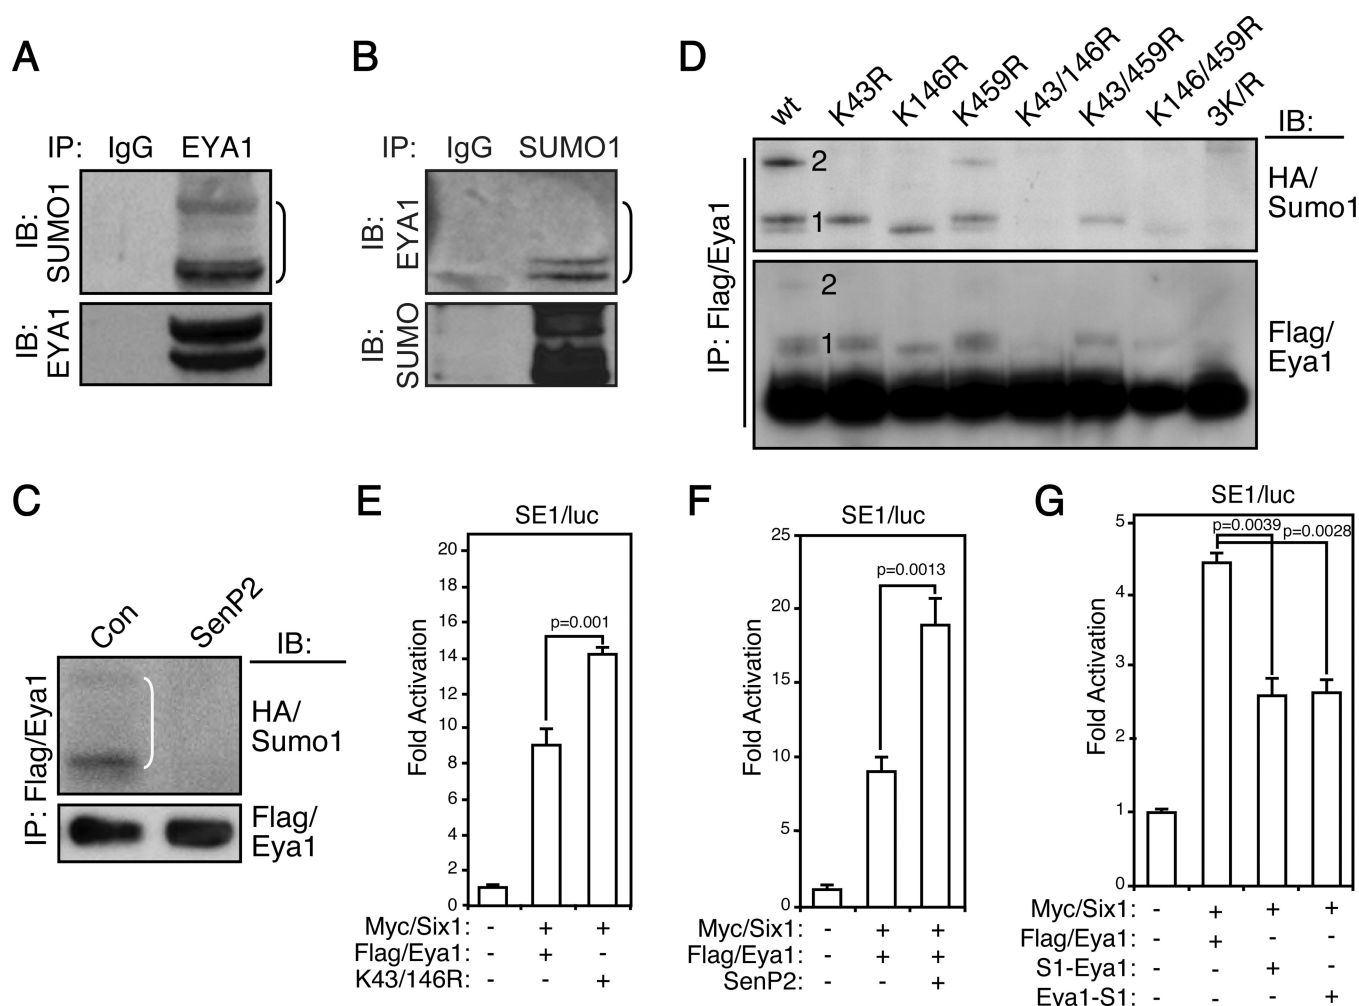 A
IP: IgG EYA1
IB:
SUMO1
IB:
EYA1
B
IP: IgG SUMO1
IB:
EYA1
IB:
SUMO
D
wt K43R K146R K459R K43/146R K43/459R K146/459R 3K/R
IB:
IP: Flag/Eya1
2
1
HA/
Sumo1
2
1
Flag/
Eya1
C
Con SenP2
IB:
IP: Flag/Eya1
HA/
Sumo1
Flag/
Eya1
E
SE1/luc
Fold Activation
20
18
16
14
12
10
8
6
4
2
0
p=0.001
Myc/Six1: - + +
Flag/Eya1: - + -
K43/146R: - - +
F
SE1/luc
Fold Activation
25
20
15
10
5
0
p=0.0013
Myc/Six1: - + +
Flag/Eya1: - + +
SenP2: - - +
G
SE1/luc
Fold Activation
5
4
3
2
1
0
p=0.0039
p=0.0028
Myc/Six1: - + + +
Flag/Eya1: - + - -
S1-Eya1: - - + -
Eya1-S1: - - - +